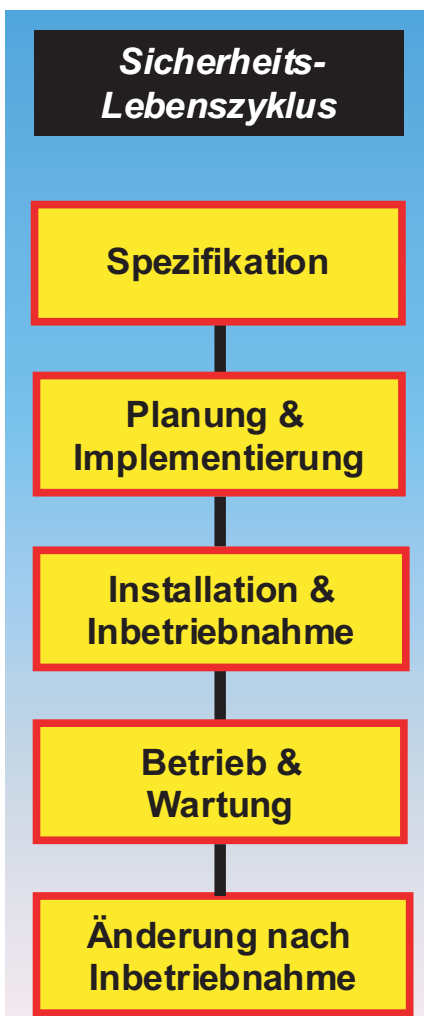 Sicherheits-
Lebenszyklus
Spezifikation
Planung &
Implementierung
Installation &
Inbetriebnahme
Betrieb &
Wartung
Änderung nach
Inbetriebnahme